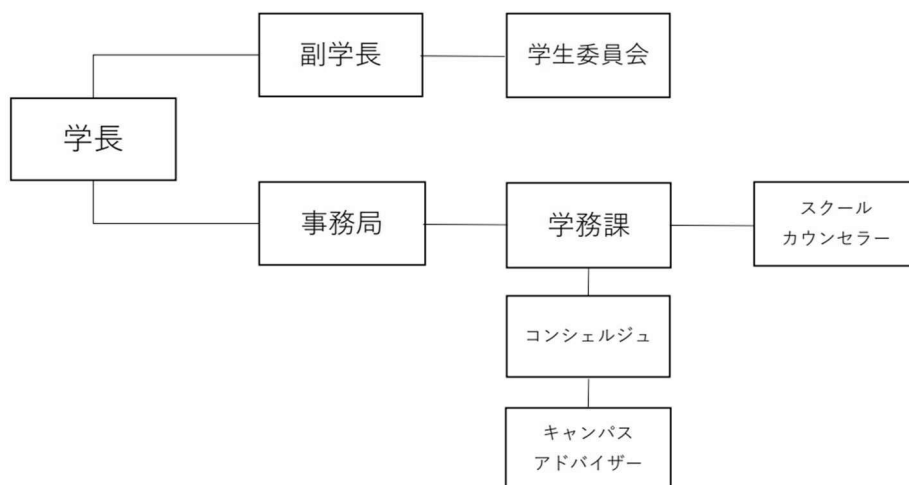 副学長
学生委員会
学長
事務局
学務課
スクール
カウンセラー
コンシェルジュ
キャンパス
アドバイザー